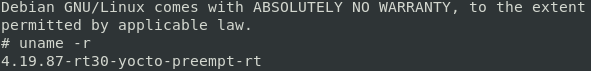 Debian GNU/Linux comes with ABSOLUTELY NO WARRANTY, to the extent
permitted by applicable law.
# uname -r
4.19.87-rt30-yocto-preempt-rt